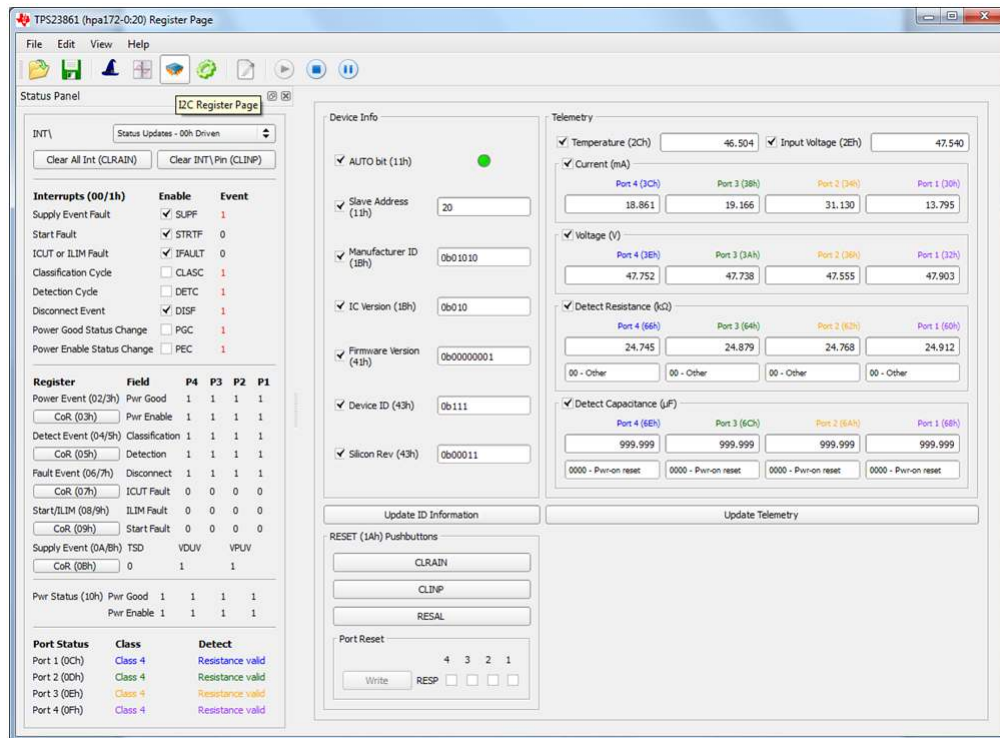 TPS23861 (hpa172-0:20) Register Page
File Edit View Help
Status Panel
I2C Register Page
INT\ Status Updates - 00h Driven
Clear All Int (CLRAIN) Clear INT\ Pin (CLINP)
Interrupts (00/1h) Enable Event
Supply Event Fault SUPF 1
Start Fault STRTF 0
ICUT or ILIM Fault IFAULT 0
Classification Cycle CLASC 1
Detection Cycle DETC 1
Disconnect Event DISF 1
Power Good Status Change PGC 1
Power Enable Status Change PEC 1
Register Field P4 P3 P2 P1
Power Event (02/3h) Pwr Good 1 1 1 1
CoR (03h) Pwr Enable 1 1 1 1
Detect Event (04/5h) Classification 1 1 1 1
CoR (05h) Detection 1 1 1 1
Fault Event (06/7h) Disconnect 1 1 1 1
CoR (07h) ICUT Fault 0 0 0 0
Start/ILIM (08/9h) ILIM Fault 0 0 0 0
CoR (09h) Start Fault 0 0 0 0
Supply Event (0A/Bh) TSD VDUV VPUV
CoR (0Bh) 0 1 1
Pwr Status (10h) Pwr Good 1 1 1 1
Pwr Enable 1 1 1 1
Port Status Class Detect
Port 1 (0Ch) Class 4 Resistance valid
Port 2 (0Dh) Class 4 Resistance valid
Port 3 (0Eh) Class 4 Resistance valid
Port 4 (0Fh) Class 4 Resistance valid
Device Info
AUTO bit (11h)
Slave Address (11h) 20
Manufacturer ID (1Bh) 0b01010
IC Version (1Bh) 0b010
Firmware Version (41h) 0b00000001
Device ID (43h) 0b111
Silicon Rev (43h) 0b00011
Update ID Information
RESET (1Ah) Pushbuttons
CLRAIN
CLINP
RESAL
Port Reset
4 3 2 1
Write RESP
Telemetry
Temperature (2Ch) 46.504 Input Voltage (2Eh) 47.540
Current (mA)
Port 4 (3Ch) Port 3 (38h) Port 2 (34h) Port 1 (30h)
18.861 19.166 31.130 13.795
Voltage (V)
Port 4 (3Eh) Port 3 (3Ah) Port 2 (36h) Port 1 (32h)
47.752 47.738 47.555 47.903
Detect Resistance (kΩ)
Port 4 (66h) Port 3 (64h) Port 2 (62h) Port 1 (60h)
24.745 24.879 24.768 24.912
00 - Other 00 - Other 00 - Other 00 - Other
Detect Capacitance (μF)
Port 4 (6Eh) Port 3 (6Ch) Port 2 (6Ah) Port 1 (68h)
999.999 999.999 999.999 999.999
0000 - Pwr-on reset 0000 - Pwr-on reset 0000 - Pwr-on reset 0000 - Pwr-on reset
Update Telemetry